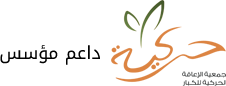 حركية
جمعية الإعاقة
الحركية للكبار
داعم مؤسس